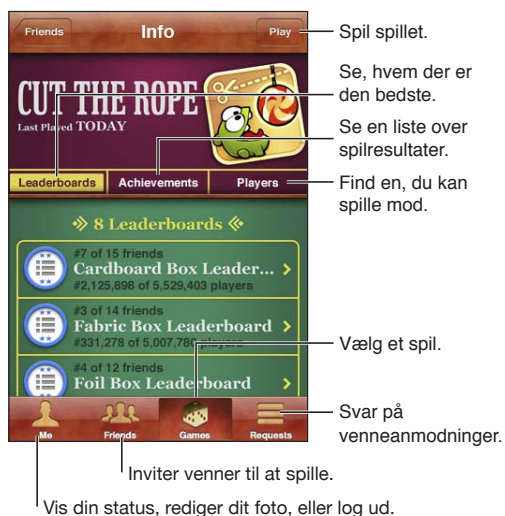 Friends
Info
Play
Spil spillet.
CUT THE ROPE
Last Played TODAY
Se, hvem der er
den bedste.
Se en liste over
spilresultater.
Leaderboards
Achievements
Players
Find en, du kan
spille mod.
8 Leaderboards
#7 of 15 friends
Cardboard Box Leader...
#2,125,898 of 5,529,403 players
#3 of 14 friends
Fabric Box Leaderboard
#331,278 of 5,007,780 players
#4 of 12 friends
Foil Box Leaderboard
Vælg et spil.
Me
Friends
Games
Requests
Svar på
venneanmodninger.
Inviter venner til at spille.
Vis din status, rediger dit foto, eller log ud.